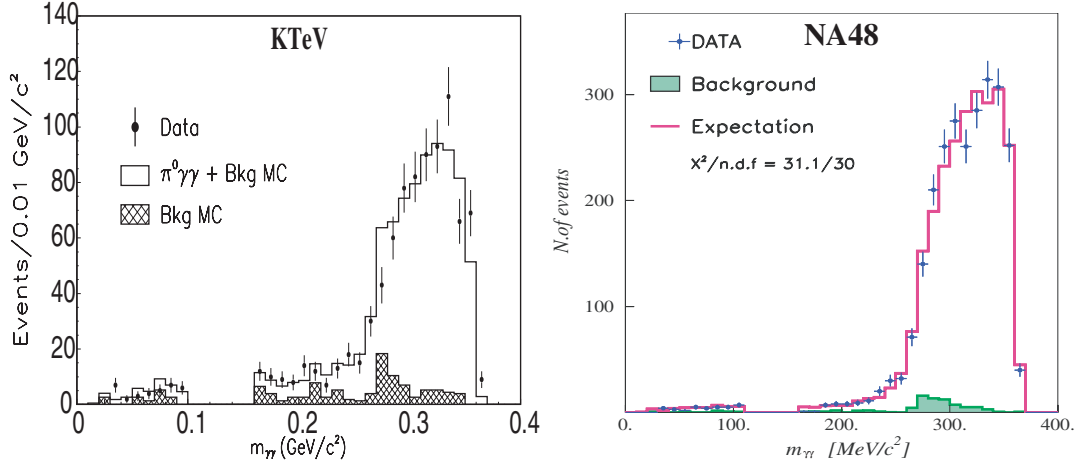 KTeV
Events/0.01 GeV/c²
140
120
100
80
60
40
20
0
Data
π⁰γγ + Bkg MC
Bkg MC
0
0.1
0.2
0.3
0.4
mγγ (GeV/c²)
NA48
N.of events
300
200
100
DATA
Background
Expectation
X²/n.d.f = 31.1/30
0.
100.
200.
300.
400.
mγγ [MeV/c²]